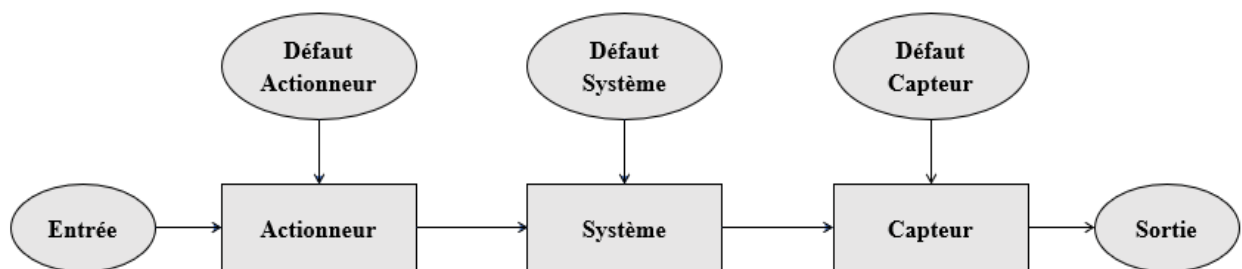 Défaut
Actionneur
Défaut
Système
Défaut
Capteur
Entrée
Actionneur
Système
Capteur
Sortie